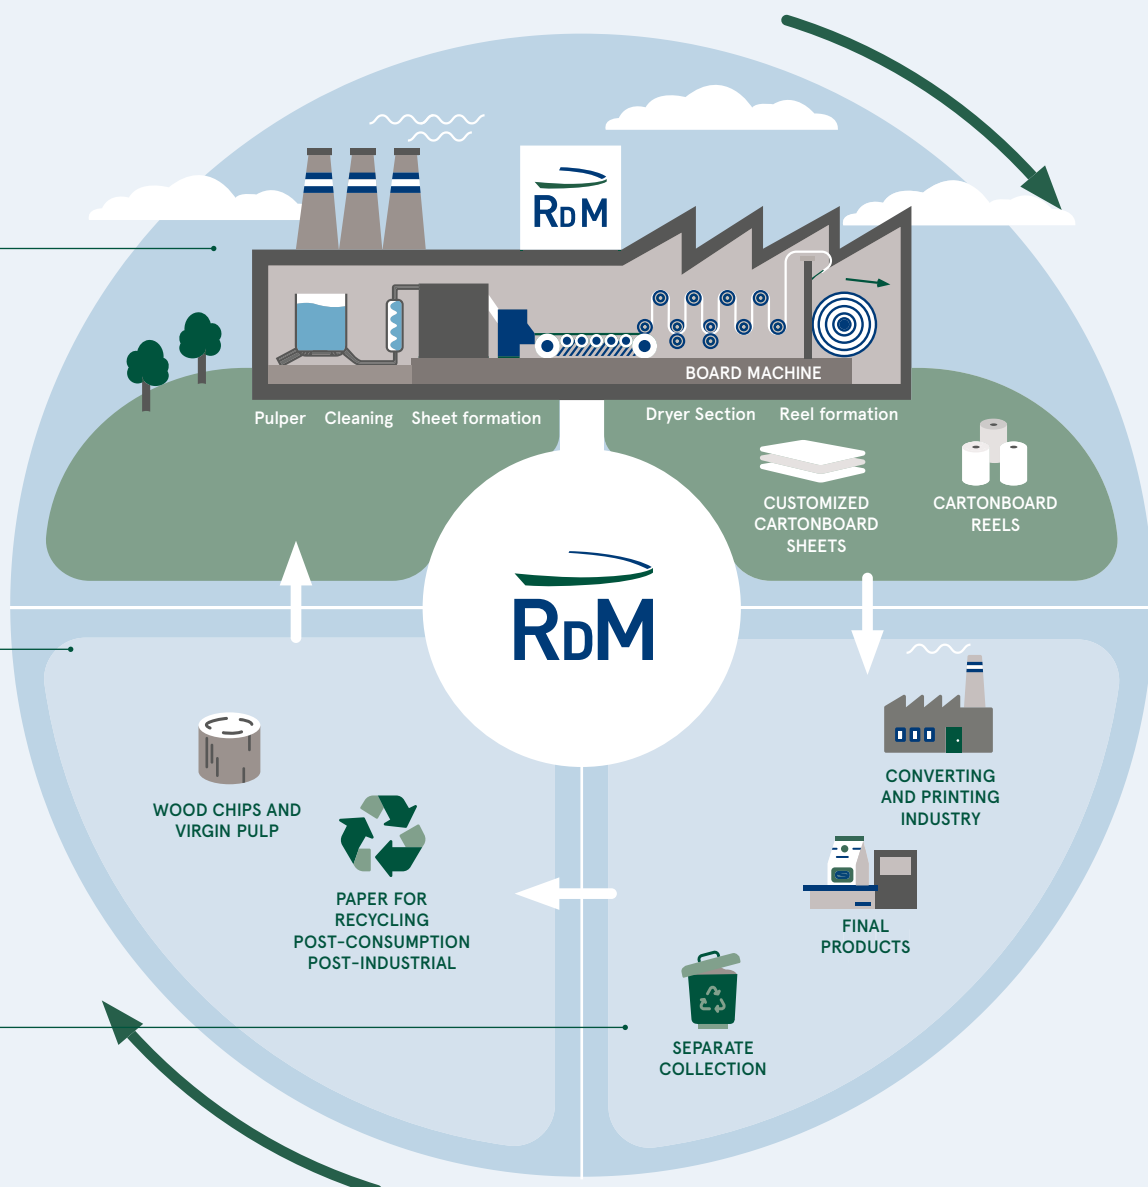 RDM
BOARD MACHINE
Pulper Cleaning Sheet formation Dryer Section Reel formation
CUSTOMIZED
CARTONBOARD
SHEETS
CARTONBOARD
REELS
RDM
WOOD CHIPS AND
VIRGIN PULP
PAPER FOR
RECYCLING
POST-CONSUMPTION
POST-INDUSTRIAL
CONVERTING
AND PRINTING
INDUSTRY
FINAL
PRODUCTS
SEPARATE
COLLECTION